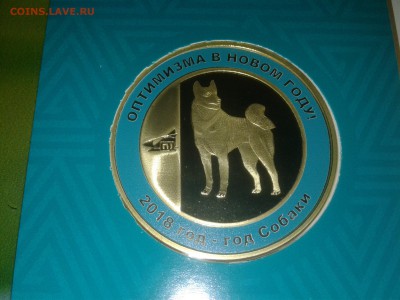 COINS.LAVE.RU
ОПТИМИЗМА В НОВОМ ГОДУ!
2018 год - год Собаки